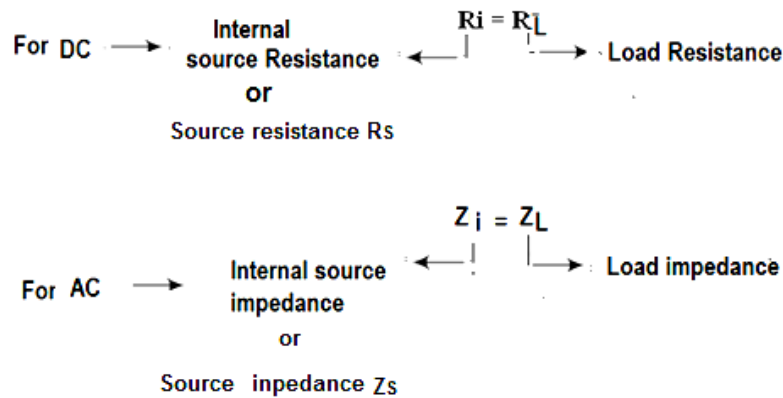 For DC
Internal
source Resistance
or
Source resistance Rs
Ri = RL
Load Resistance
For AC
Internal source
impedance
or
Source inpedance Zs
Zi = ZL
Load impedance